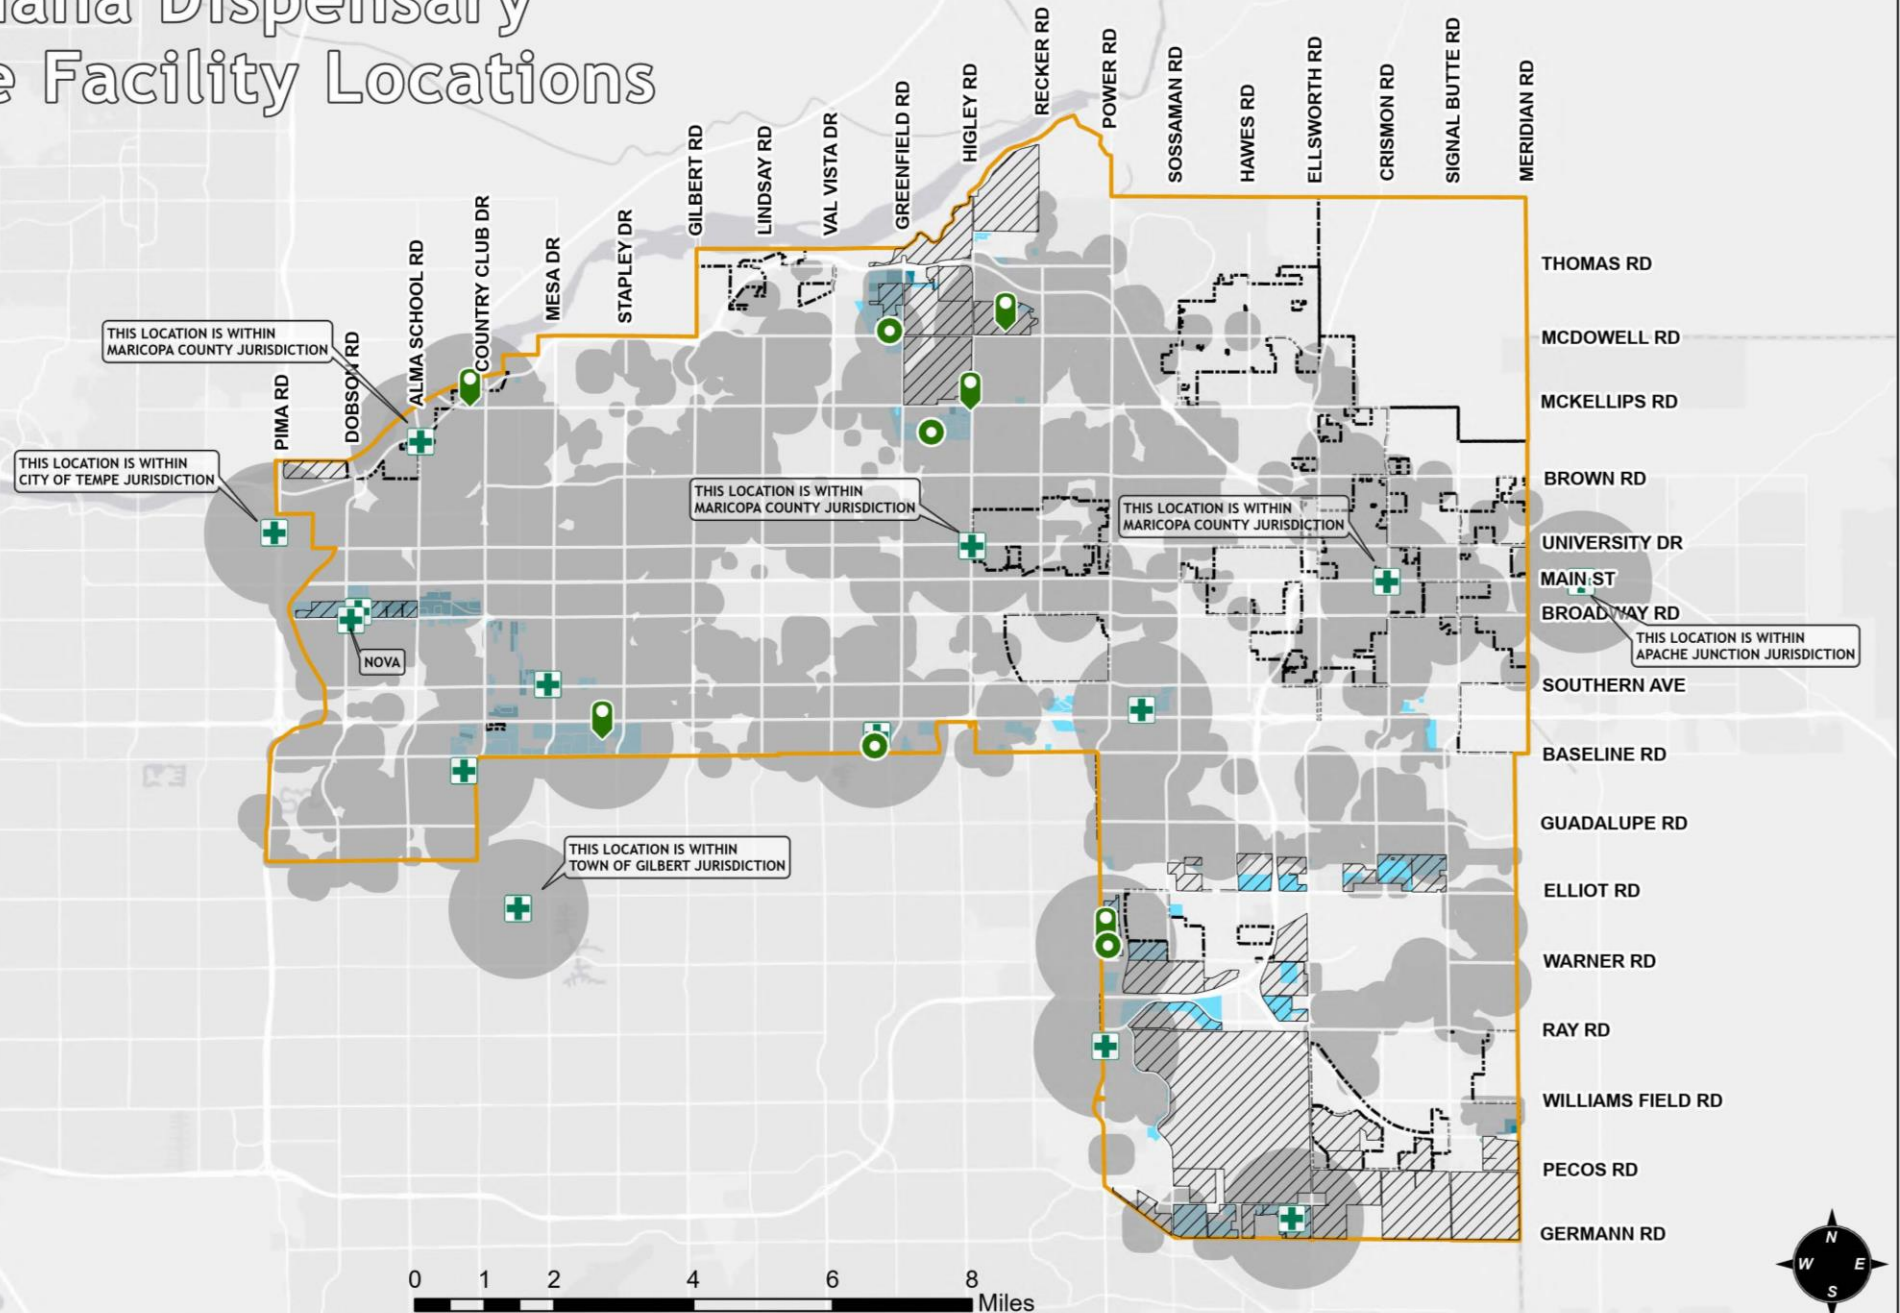 Dispensary
Facility Locations
PIMA RD
DOBSON RD
ALMA SCHOOL RD
COUNTRY CLUB DR
MESA DR
STAPLEY DR
GILBERT RD
LINDSAY RD
VAL VISTA DR
GREENFIELD RD
HIGLEY RD
RECKER RD
POWER RD
SOSSAMAN RD
HAWES RD
ELLSWORTH RD
CRISMON RD
SIGNAL BUTTE RD
MERIDIAN RD
THOMAS RD
MCDOWELL RD
MCKELLIPS RD
BROWN RD
UNIVERSITY DR
MAIN ST
BROADWAY RD
SOUTHERN AVE
BASELINE RD
GUADALUPE RD
ELLIOT RD
WARNER RD
RAY RD
WILLIAMS FIELD RD
PECOS RD
GERMANN RD
THIS LOCATION IS WITHIN
MARICOPA COUNTY JURISDICTION
THIS LOCATION IS WITHIN
CITY OF TEMPE JURISDICTION
THIS LOCATION IS WITHIN
MARICOPA COUNTY JURISDICTION
THIS LOCATION IS WITHIN
MARICOPA COUNTY JURISDICTION
THIS LOCATION IS WITHIN
APACHE JUNCTION JURISDICTION
NOVA
THIS LOCATION IS WITHIN
TOWN OF GILBERT JURISDICTION
0 1 2 4 6 8
Miles
N
W E
S